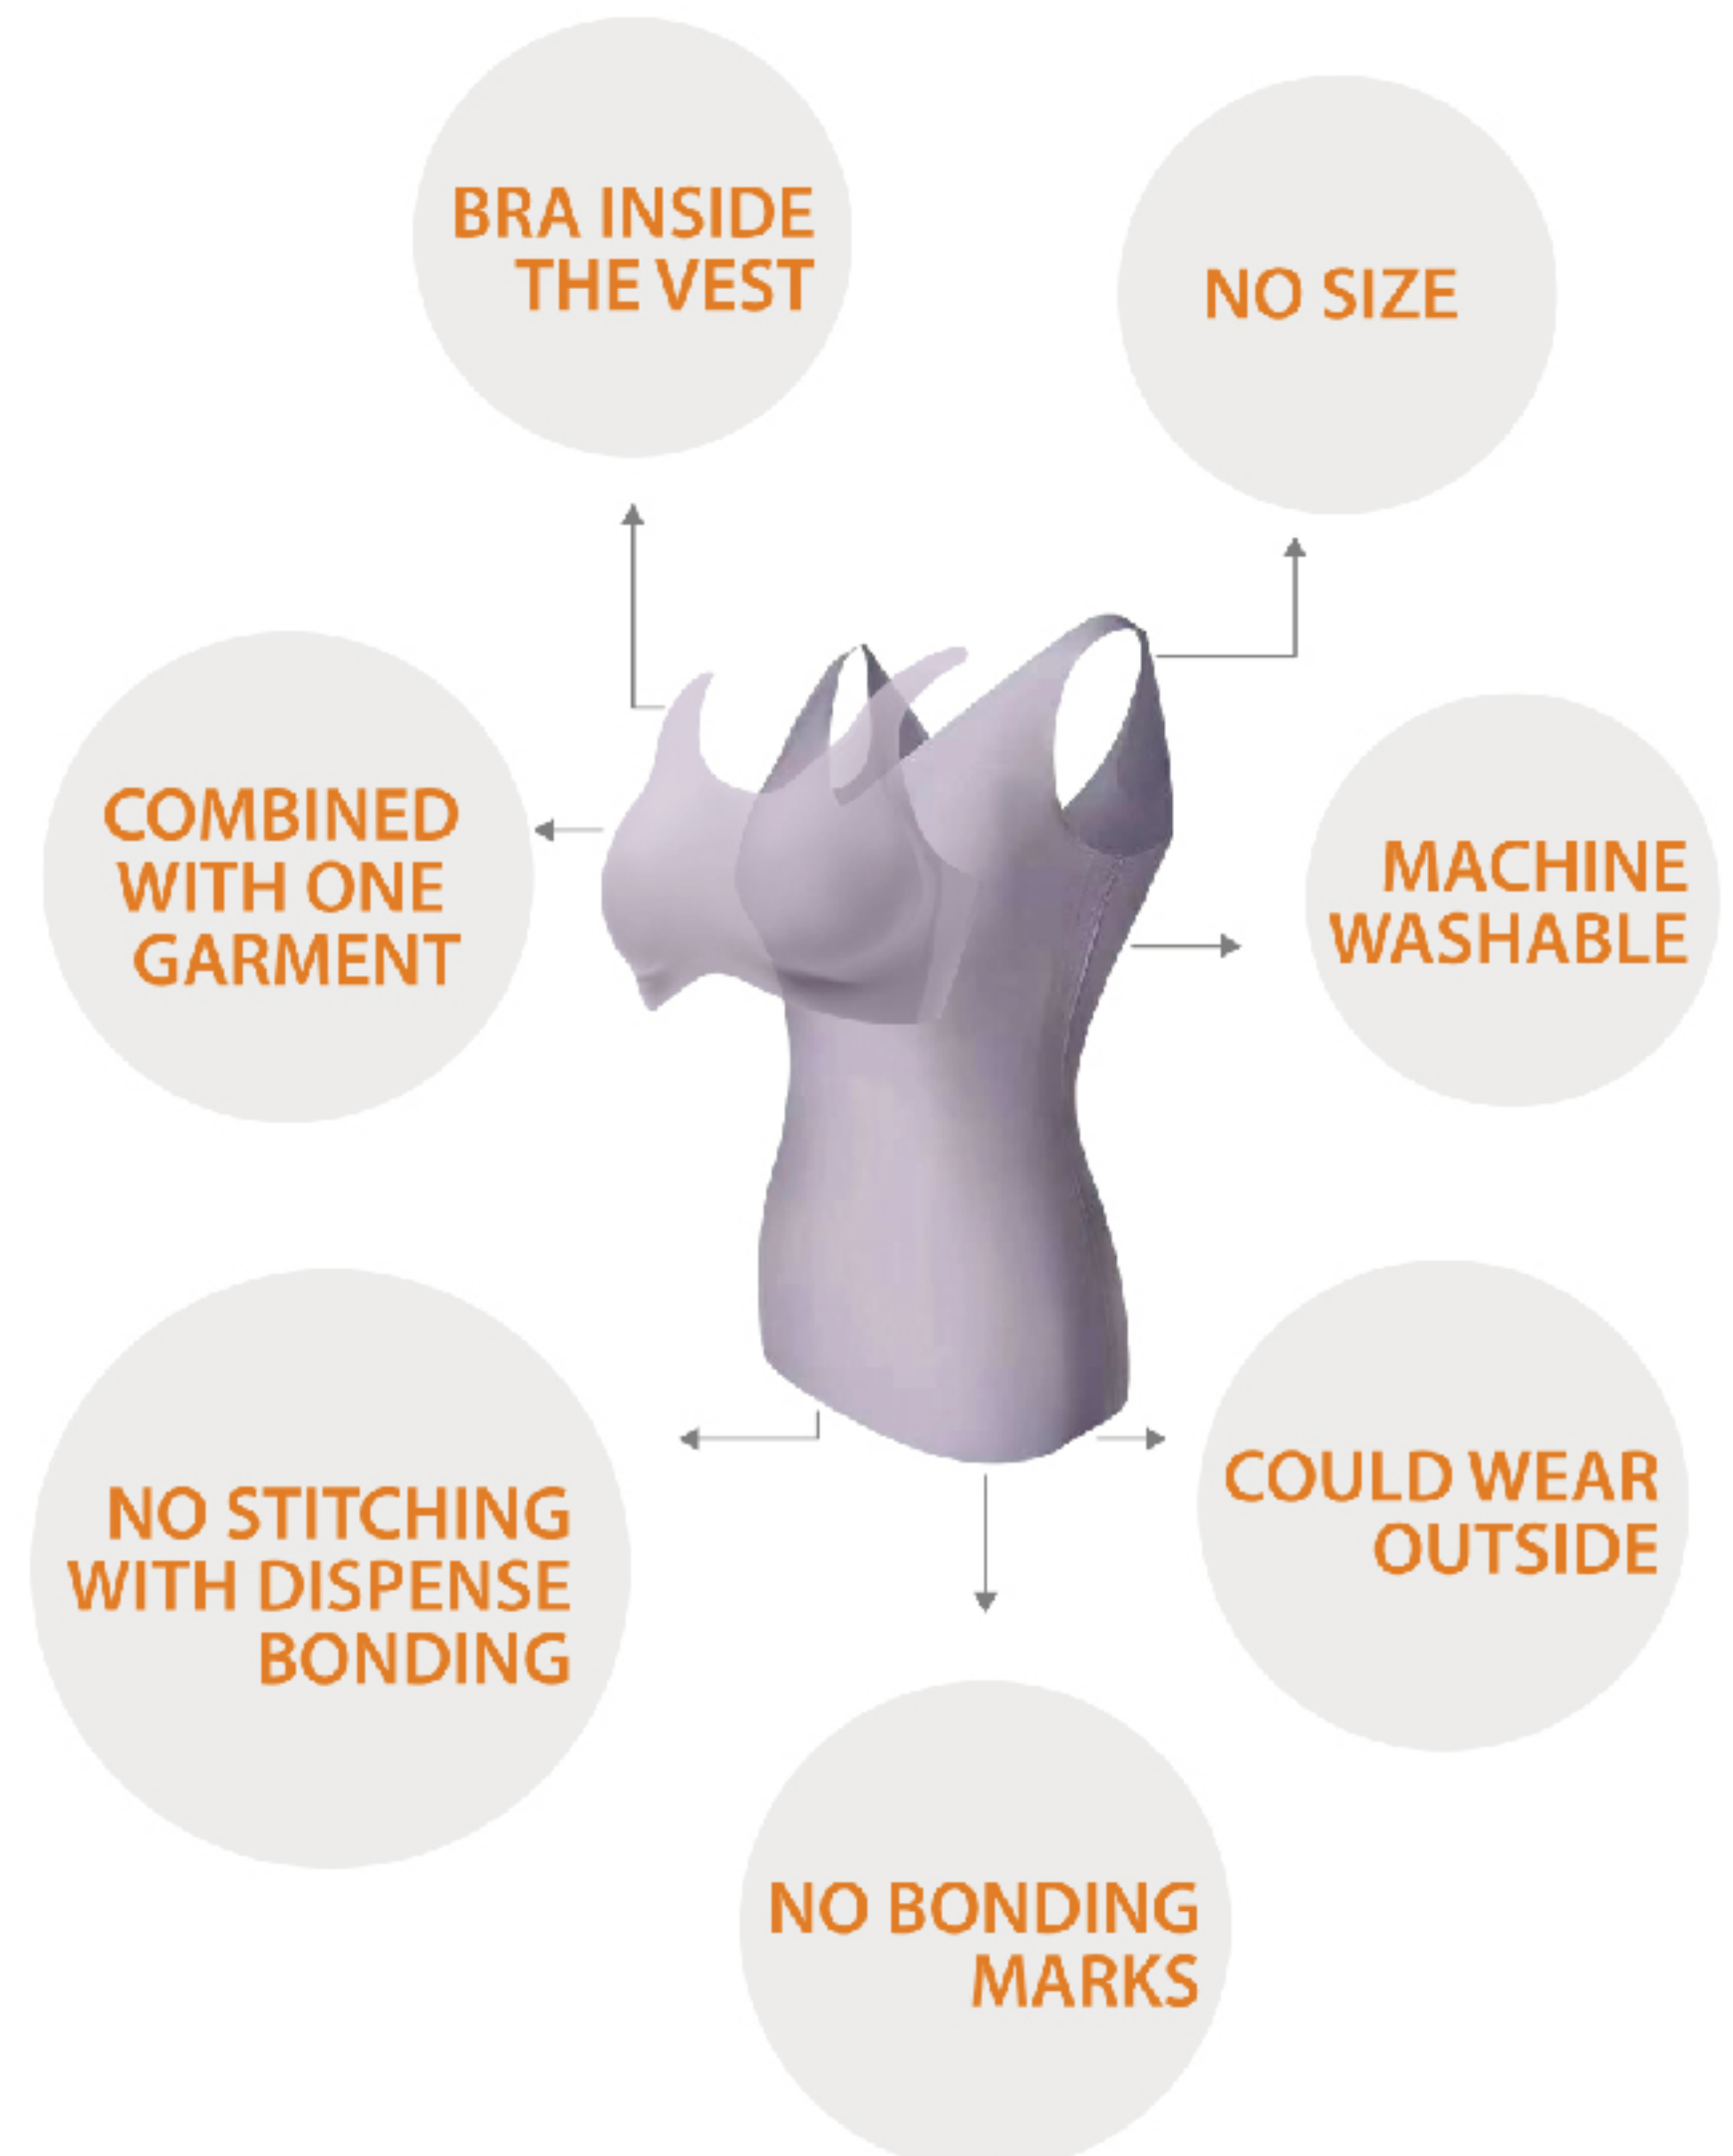 BRA INSIDE
THE VEST
NO SIZE
COMBINED
WITH ONE
GARMENT
MACHINE
WASHABLE
NO STITCHING
WITH DISPENSE
BONDING
COULD WEAR
OUTSIDE
NO BONDING
MARKS